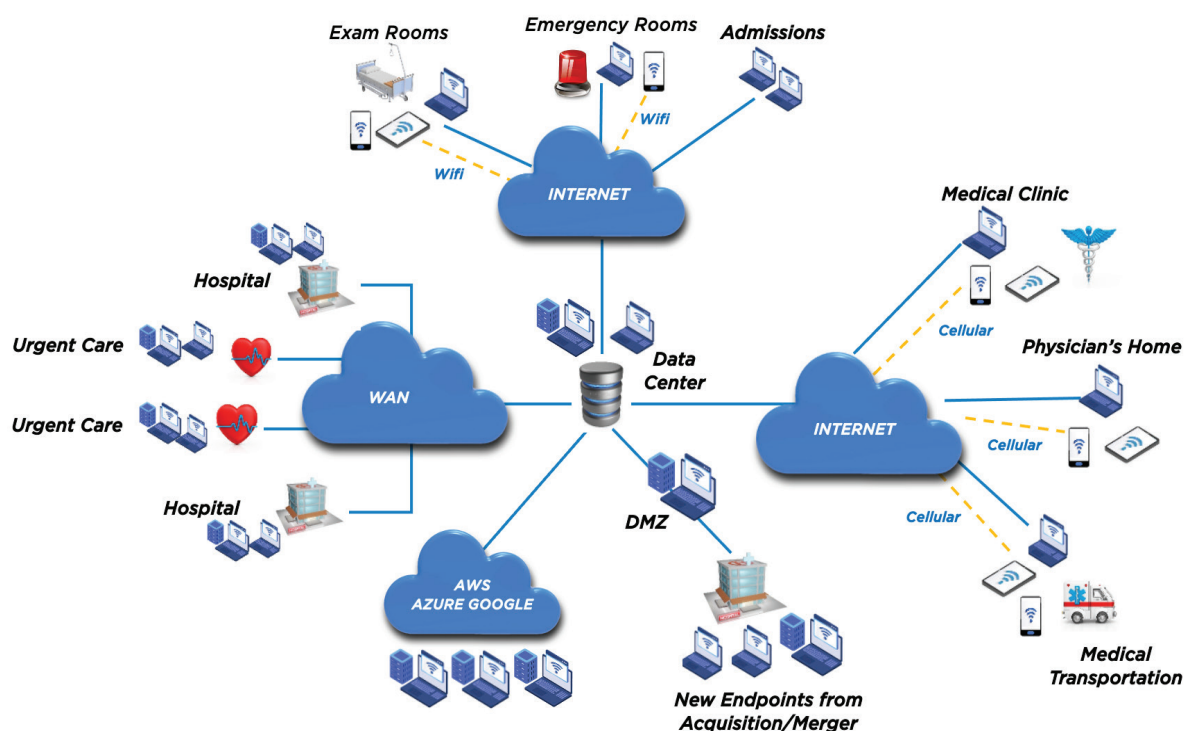 Exam Rooms
Emergency Rooms
Admissions
Wifi
Wifi
INTERNET
Medical Clinic
Hospital
Cellular
Urgent Care
Physician's Home
Data
Center
WAN
Urgent Care
INTERNET
Cellular
Hospital
DMZ
Cellular
AWS
AZURE GOOGLE
Medical
Transportation
New Endpoints from
Acquisition/Merger